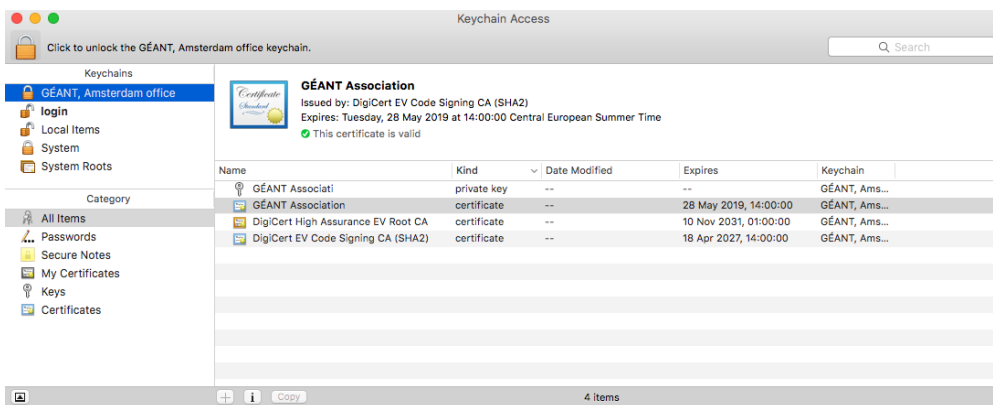 Keychain Access
Click to unlock the GÉANT, Amsterdam office keychain.
Search
Keychains
GÉANT, Amsterdam office
login
Local Items
System
System Roots
Category
All Items
Passwords
Secure Notes
My Certificates
Keys
Certificates
Certificate
Standard
GÉANT Association
Issued by: DigiCert EV Code Signing CA (SHA2)
Expires: Tuesday, 28 May 2019 at 14:00:00 Central European Summer Time
This certificate is valid
Name Kind Date Modified Expires Keychain
GÉANT Associati private key -- -- GÉANT, Ams...
GÉANT Association certificate -- 28 May 2019, 14:00:00 GÉANT, Ams...
DigiCert High Assurance EV Root CA certificate -- 10 Nov 2031, 01:00:00 GÉANT, Ams...
DigiCert EV Code Signing CA (SHA2) certificate -- 18 Apr 2027, 14:00:00 GÉANT, Ams...
Copy
4 items